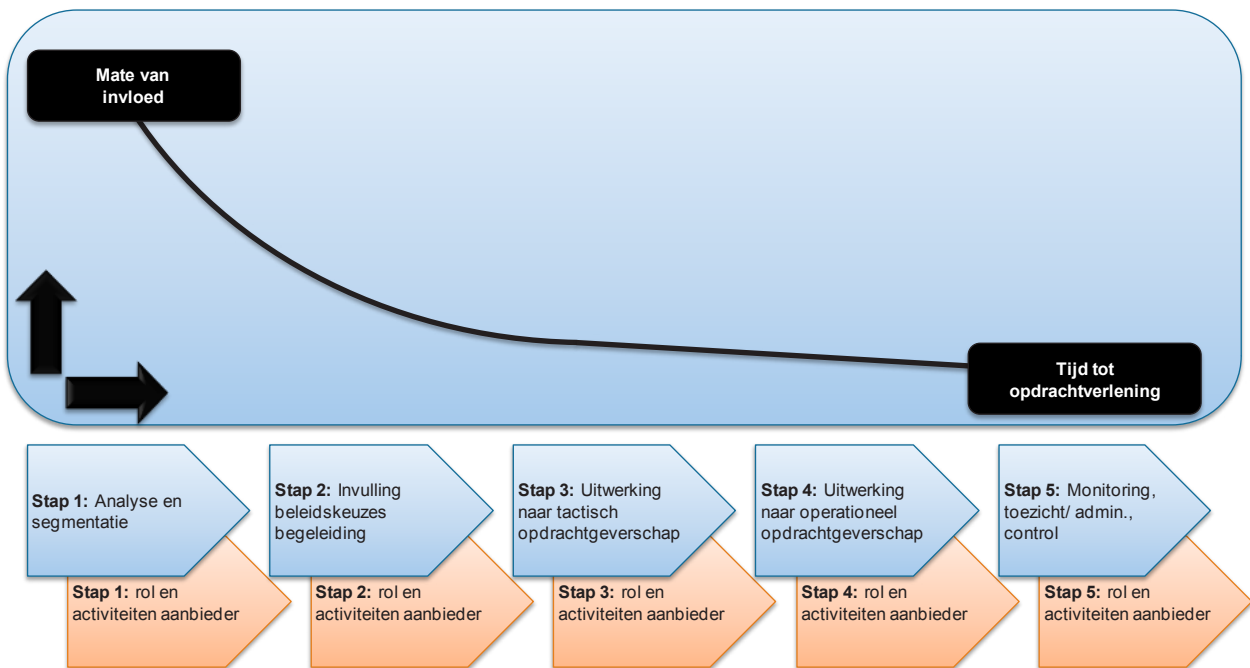 Mate van
invloed
Tijd tot
opdrachtverlening
Stap 1: Analyse en
segmentatie
Stap 2: Invulling
beleidskeuzes
begeleiding
Stap 3: Uitwerking
naar tactisch
opdrachtgeverschap
Stap 4: Uitwerking
naar operationeel
opdrachtgeverschap
Stap 5: Monitoring,
toezicht/ admin.,
control
Stap 1: rol en
activiteiten aanbieder
Stap 2: rol en
activiteiten aanbieder
Stap 3: rol en
activiteiten aanbieder
Stap 4: rol en
activiteiten aanbieder
Stap 5: rol en
activiteiten aanbieder